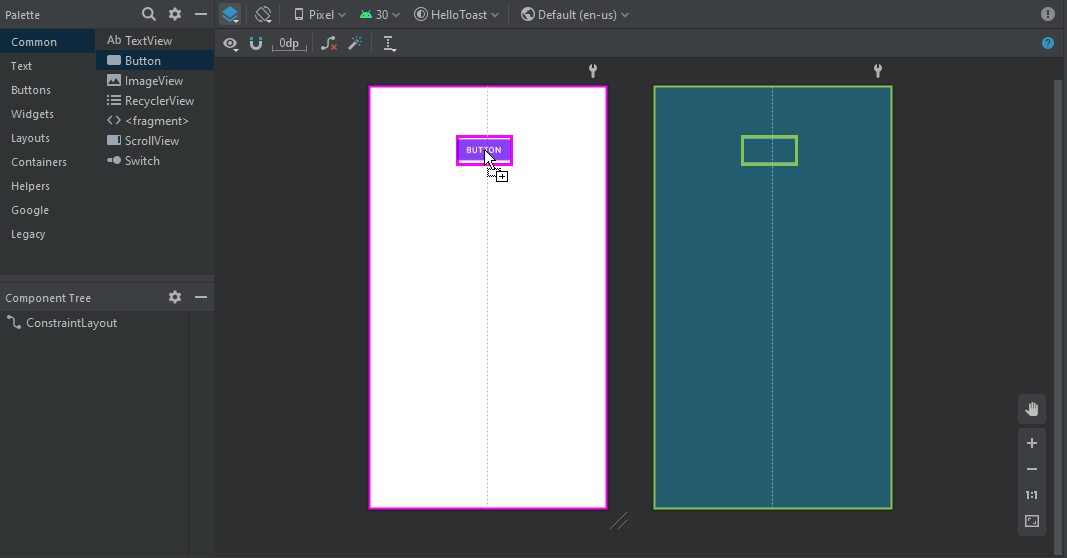 Palette
Pixel
30
HelloToast
Default (en-us)
Common
Text
Buttons
Widgets
Layouts
Containers
Helpers
Google
Legacy
Ab TextView
Button
ImageView
RecyclerView
<fragment>
ScrollView
Switch
0dp
?
BUTTON
Component Tree
ConstraintLayout
1:1